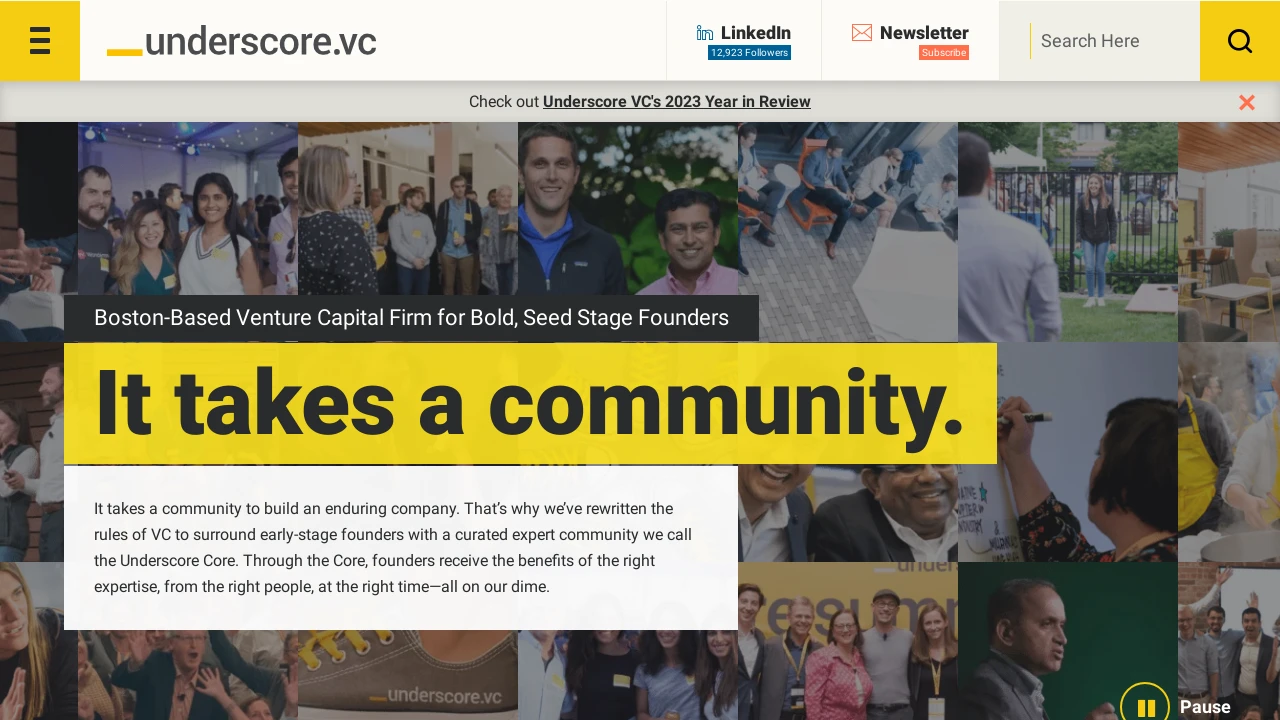 _underscore.vc
LinkedIn
12,923 Followers
Newsletter
Subscribe
Search Here
Check out Underscore VC's 2023 Year in Review
Boston-Based Venture Capital Firm for Bold, Seed Stage Founders
It takes a community.
It takes a community to build an enduring company. That’s why we’ve rewritten the
rules of VC to surround early-stage founders with a curated expert community we call
the Underscore Core. Through the Core, founders receive the benefits of the right
expertise, from the right people, at the right time—all on our dime.
_underscore.vc
Pause